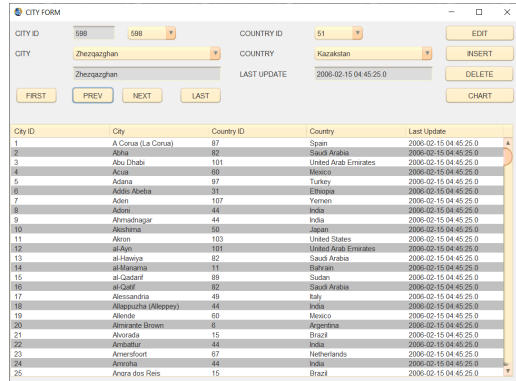 CITY FORM
CITY ID 598 598 COUNTRY ID 51 EDIT
CITY Zhezqazghan COUNTRY Kazakstan INSERT
Zhezqazghan LAST UPDATE 2006-02-15 04:45:25.0 DELETE
FIRST PREV NEXT LAST CHART
City ID City Country ID Country Last Update
1 A Corua (La Corua) 87 Spain 2006-02-15 04:45:25.0
2 Abha 82 Saudi Arabia 2006-02-15 04:45:25.0
3 Abu Dhabi 101 United Arab Emirates 2006-02-15 04:45:25.0
4 Acua 60 Mexico 2006-02-15 04:45:25.0
5 Adana 97 Turkey 2006-02-15 04:45:25.0
6 Addis Abeba 31 Ethiopia 2006-02-15 04:45:25.0
7 Aden 107 Yemen 2006-02-15 04:45:25.0
8 Adoni 44 India 2006-02-15 04:45:25.0
9 Ahmadnagar 44 India 2006-02-15 04:45:25.0
10 Akishima 50 Japan 2006-02-15 04:45:25.0
11 Akron 103 United States 2006-02-15 04:45:25.0
12 al-Ayn 101 United Arab Emirates 2006-02-15 04:45:25.0
13 al-Hawiya 82 Saudi Arabia 2006-02-15 04:45:25.0
14 al-Manama 11 Bahrain 2006-02-15 04:45:25.0
15 al-Qadarif 89 Sudan 2006-02-15 04:45:25.0
16 al-Qatif 82 Saudi Arabia 2006-02-15 04:45:25.0
17 Alessandria 49 Italy 2006-02-15 04:45:25.0
18 Allappuzha (Alleppey) 44 India 2006-02-15 04:45:25.0
19 Allende 60 Mexico 2006-02-15 04:45:25.0
20 Almirante Brown 6 Argentina 2006-02-15 04:45:25.0
21 Alvorada 15 Brazil 2006-02-15 04:45:25.0
22 Ambattur 44 India 2006-02-15 04:45:25.0
23 Amersfoort 67 Netherlands 2006-02-15 04:45:25.0
24 Amroha 44 India 2006-02-15 04:45:25.0
25 Angra dos Reis 15 Brazil 2006-02-15 04:45:25.0